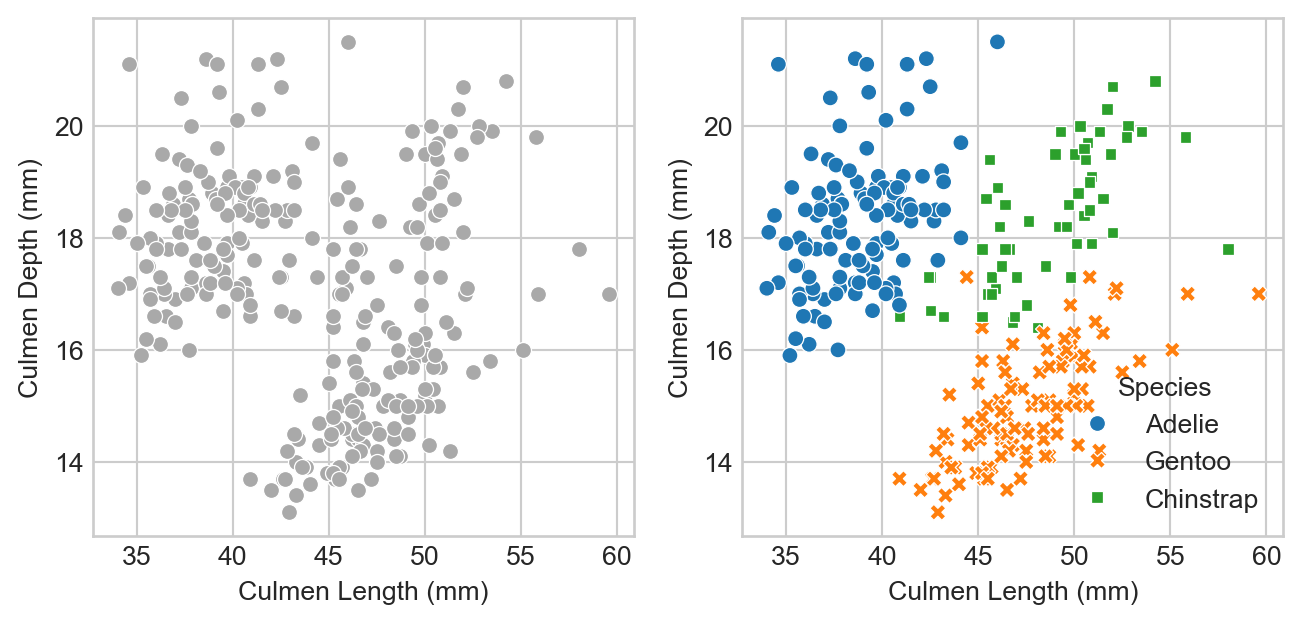 20
18
16
14
Culmen Depth (mm)
35 40 45 50 55 60
Culmen Length (mm)
20
18
16
14
Culmen Depth (mm)
Species
Adelie
Gentoo
Chinstrap
35 40 45 50 55 60
Culmen Length (mm)